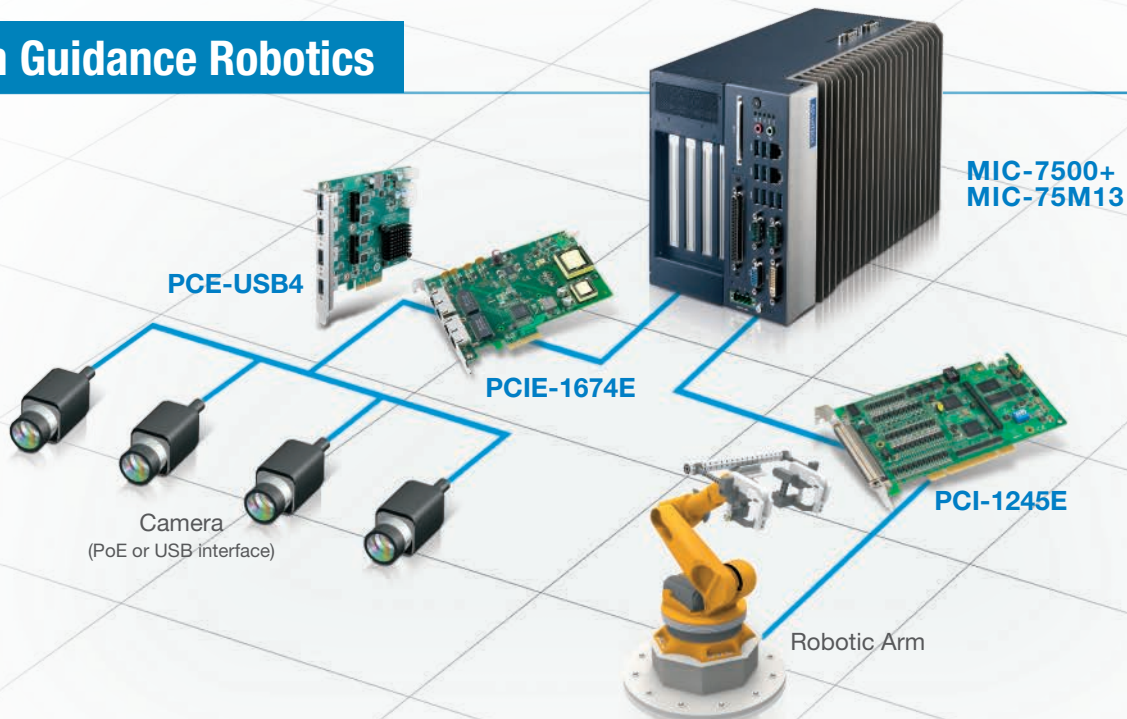 Guidance Robotics
MIC-7500+
MIC-75M13
PCE-USB4
PCIE-1674E
PCI-1245E
Camera
(PoE or USB interface)
Robotic Arm